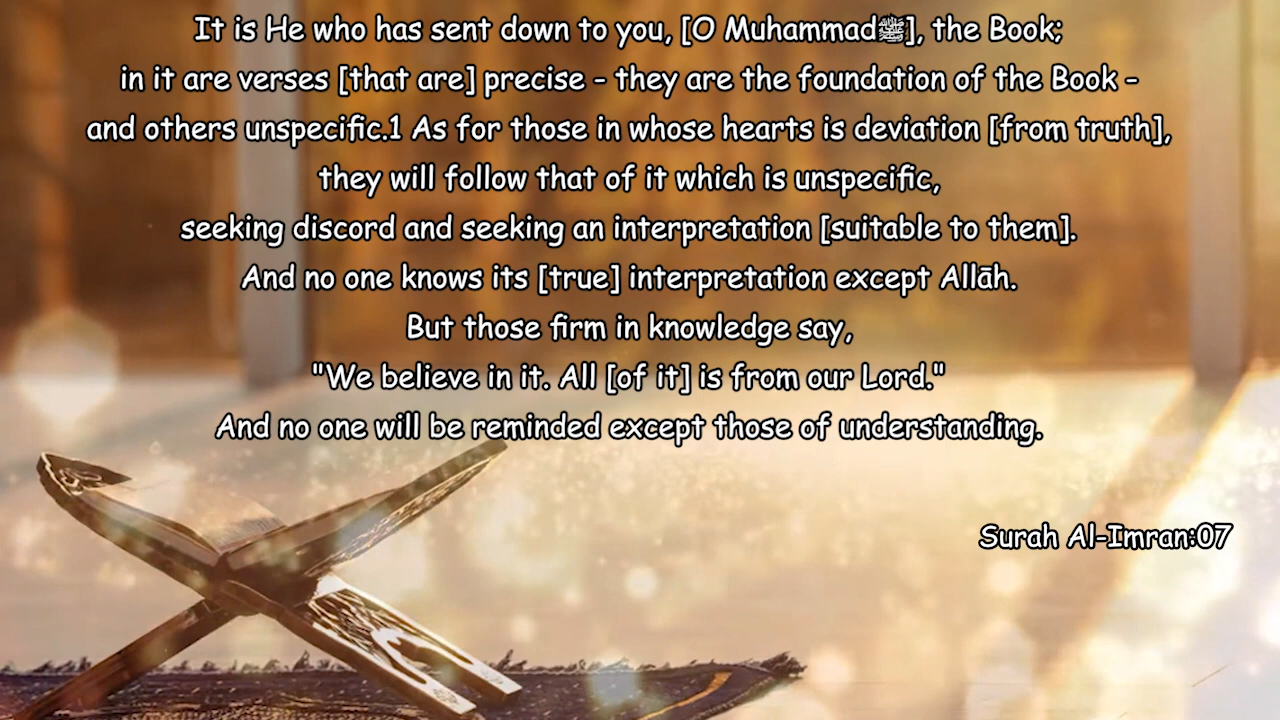 It is He who has sent down to you, [O Muhammadﷺ], the Book;
in it are verses [that are] precise - they are the foundation of the Book -
and others unspecific.1 As for those in whose hearts is deviation [from truth],
they will follow that of it which is unspecific,
seeking discord and seeking an interpretation [suitable to them].
And no one knows its [true] interpretation except Allāh.
But those firm in knowledge say,
"We believe in it. All [of it] is from our Lord."
And no one will be reminded except those of understanding.
Surah Al-Imran:07